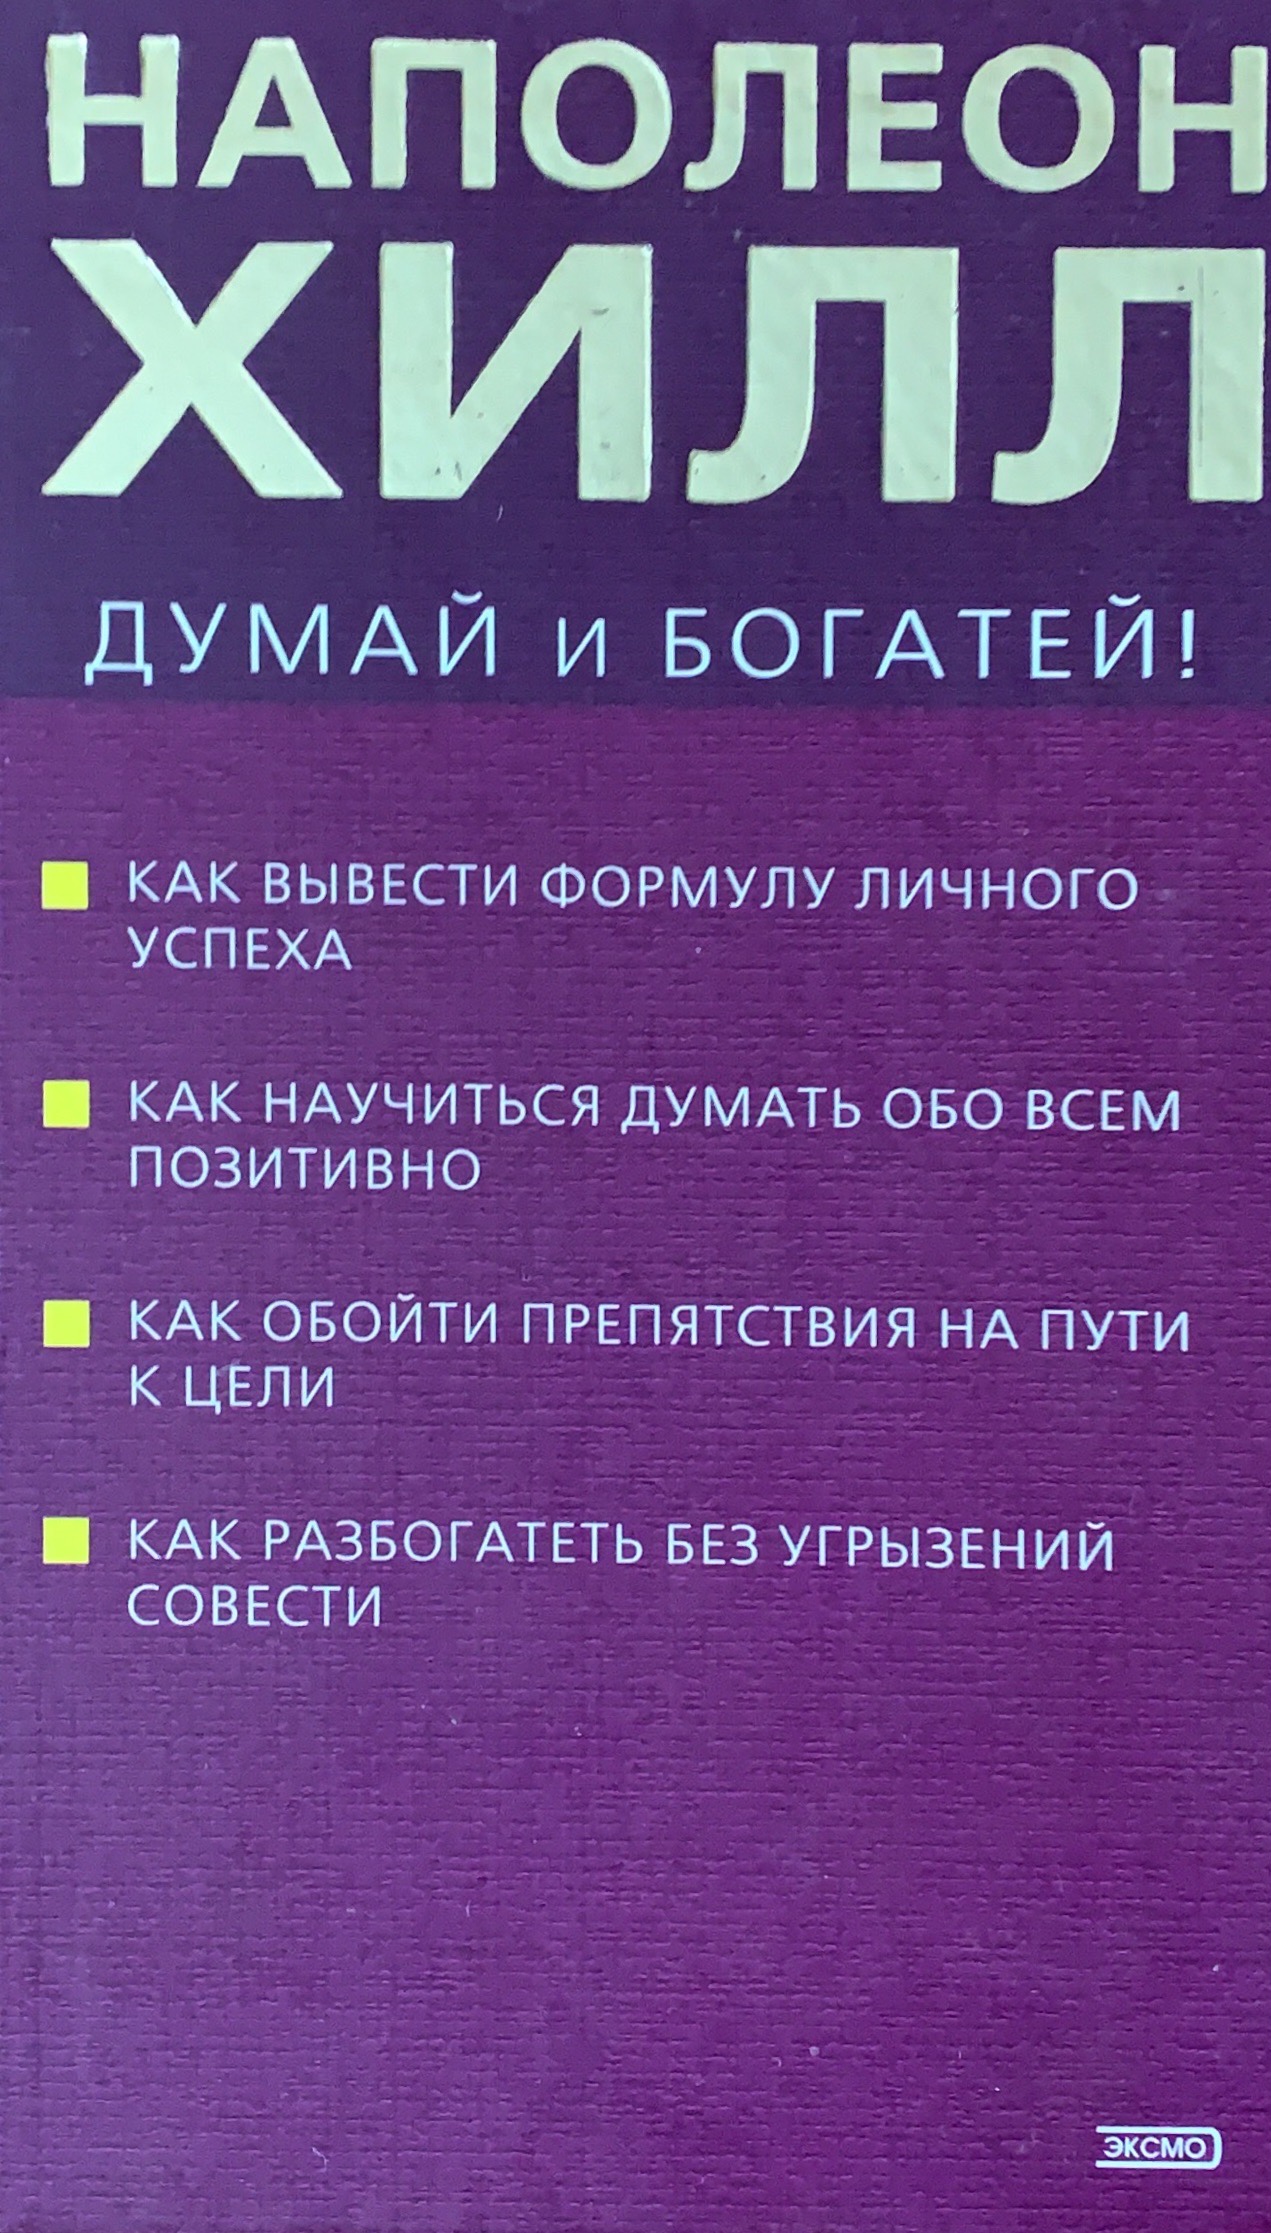 НАПОЛЕОН
ХИЛЛ
ДУМАЙ И БОГАТЕЙ!
КАК ВЫВЕСТИ ФОРМУЛУ ЛИЧНОГО
УСПЕХА
КАК НАУЧИТЬСЯ ДУМАТЬ ОБО ВСЕМ
ПОЗИТИВНО
КАК ОБОЙТИ ПРЕПЯТСТВИЯ НА ПУТИ
К ЦЕЛИ
КАК РАЗБОГАТЕТЬ БЕЗ УГРЫЗЕНИЙ
СОВЕСТИ
ЭКСМО